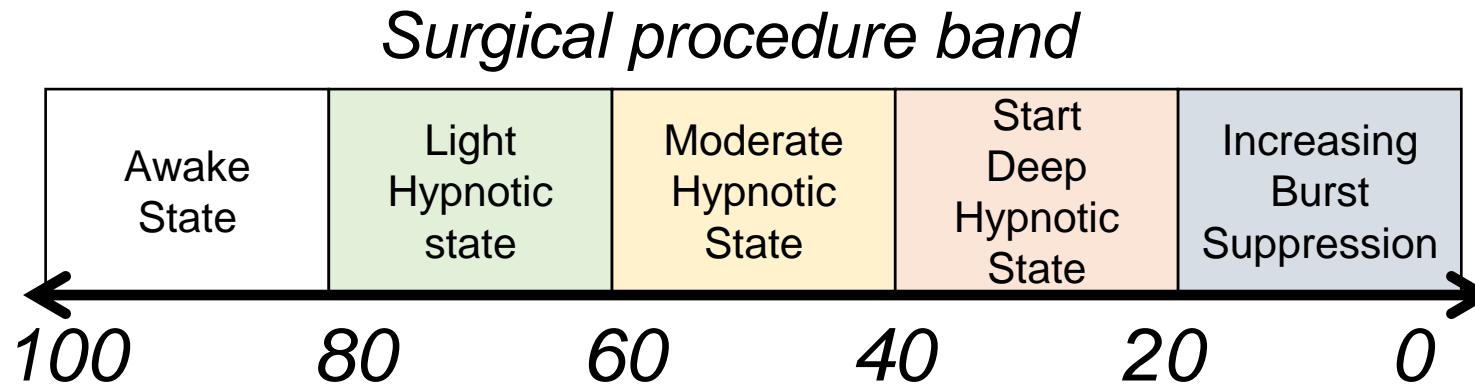 Surgical procedure band
Awake
State
Light
Hypnotic
state
Moderate
Hypnotic
State
Start
Deep
Hypnotic
State
Increasing
Burst
Suppression
100 80 60 40 20 0